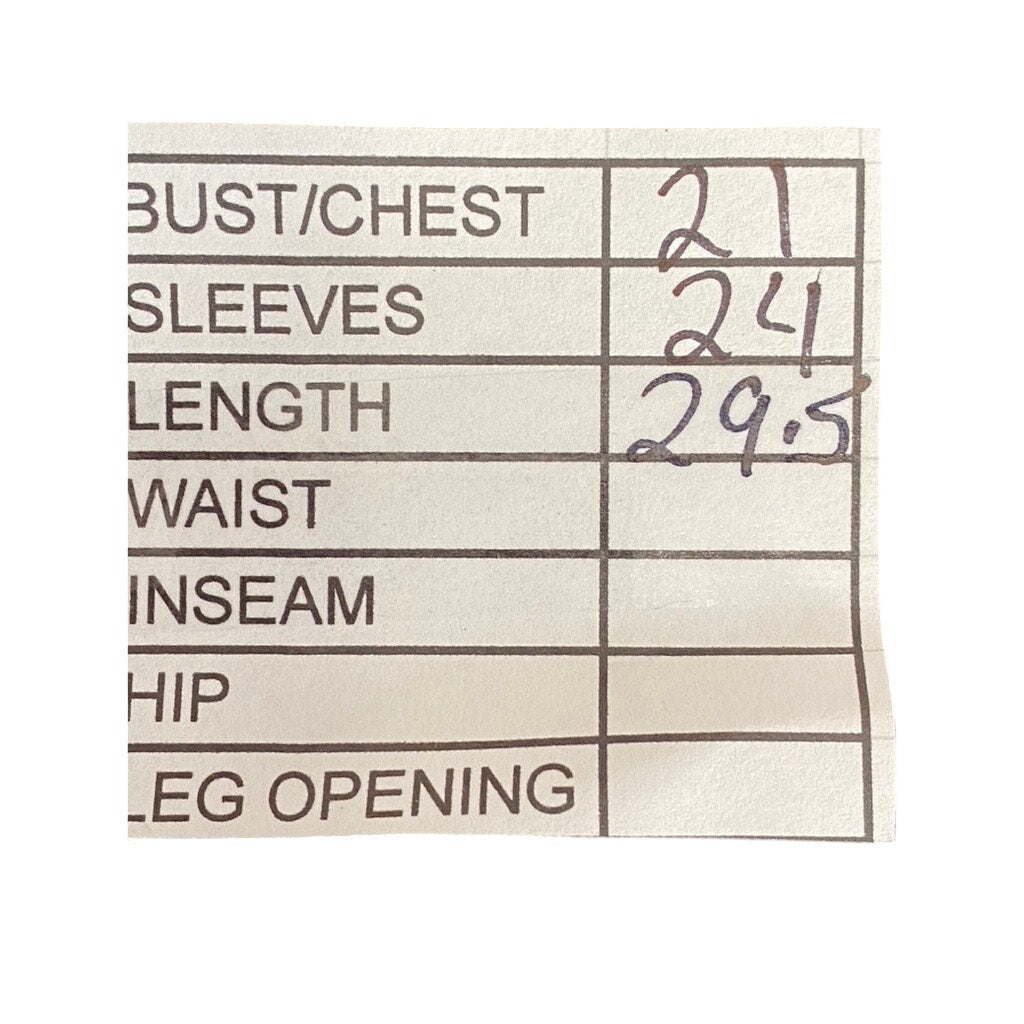 BUST/CHEST 21
SLEEVES 24
LENGTH 29.5
WAIST
INSEAM
HIP
LEG OPENING